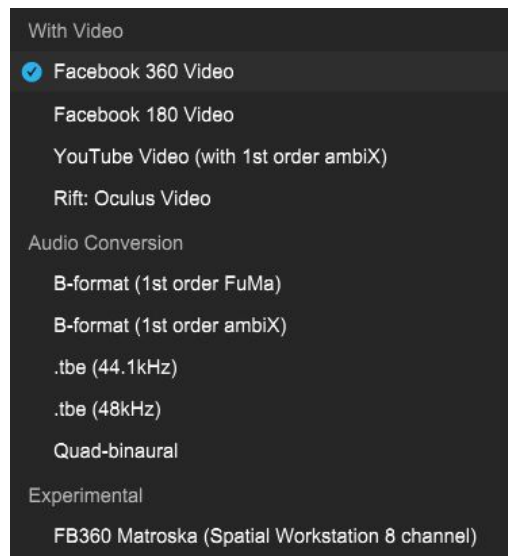 With Video
Facebook 360 Video
Facebook 180 Video
YouTube Video (with 1st order ambiX)
Rift: Oculus Video
Audio Conversion
B-format (1st order FuMa)
B-format (1st order ambiX)
.tbe (44.1kHz)
.tbe (48kHz)
Quad-binaural
Experimental
FB360 Matroska (Spatial Workstation 8 channel)